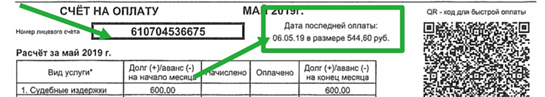 СЧЁТ НА ОПЛАТУ МАЙ 2019г.
QR - код для быстрой оплаты
Номер лицевого счёта 610704536675
Дата последней оплаты:
06.05.19 в размере 544,60 руб.
Расчёт за май 2019 г.
Вид услуги* Долг (+)/аванс (-) на начало месяца Начислено Оплачено Долг (+)/аванс (-) на конец месяца
1. Судебные издержки 600,00 600,00